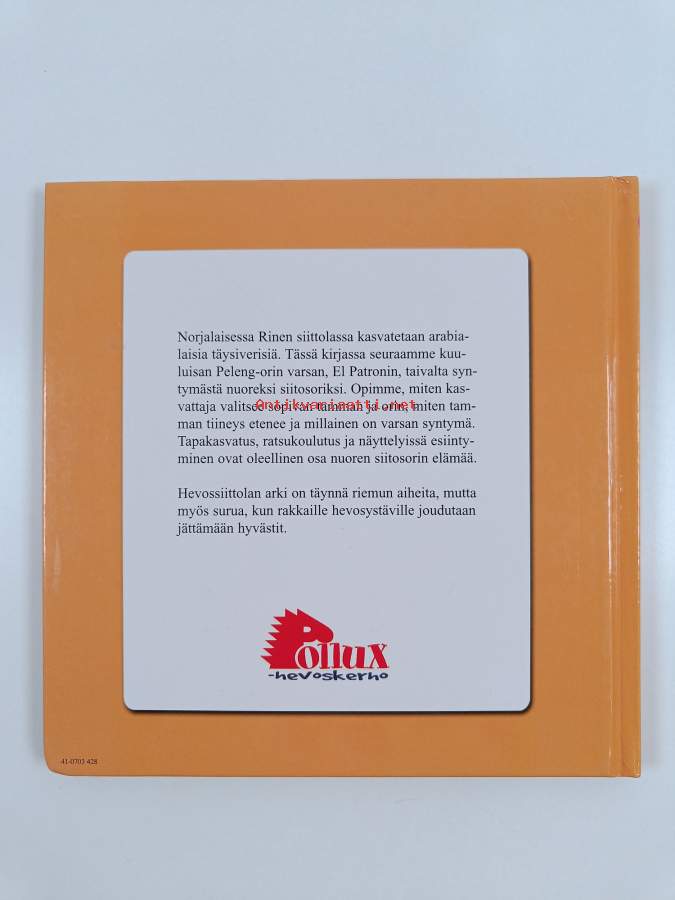 Norjalaisessa Rinen siittolassa kasvatetaan arabia-
laisia täysiverisiä. Tässä kirjassa seuraamme kuu-
luisan Peleng-orin varsan, El Patronin, taivalta syn-
tymästä nuoreksi siitosoriksi. Opimme, miten kas-
vattaja valitsee sopivan tamman ja orin, miten tam-
Antikvariaatti.net
man tiineys etenee ja millainen on varsan syntymä.
Tapakasvatus, ratsukoulutus ja näyttelyissä esiinty-
minen ovat oleellinen osa nuoren siitosorin elämää.
Hevossiittolan arki on täynnä riemun aiheita, mutta
myös surua, kun rakkaille hevosystäville joudutaan
jättämään hyvästit.
Pollux
-hevoskerho
41-0703 428